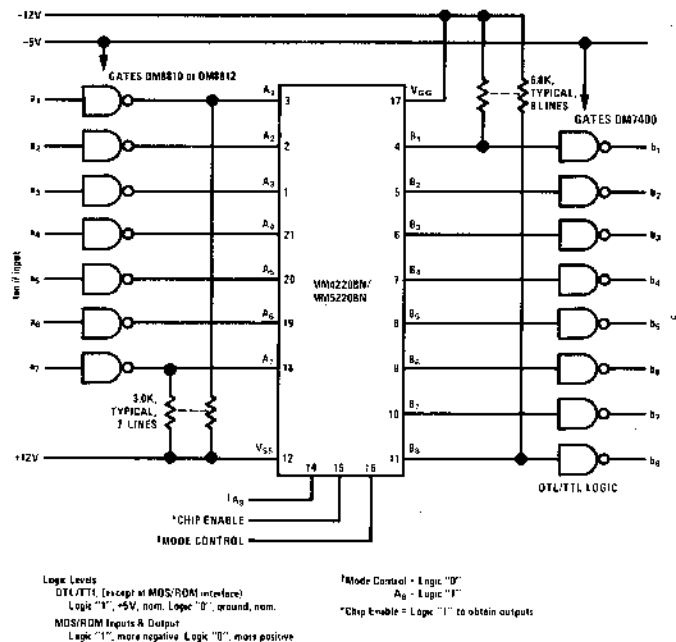 -12V
-5V
GATES DM8810 or DM8812
6.8K,
TYPICAL,
8 LINES
GATES DM7400
a1
a2
a3
a4
a5
a6
a7
A1
A2
A3
A4
A5
A6
A7
3
2
1
21
20
19
18
MM4220BN/
MM5220BN
VGG
17
B1
B2
B3
B4
B5
B6
B7
B8
4
5
6
7
8
9
10
11
b1
b2
b3
b4
b5
b6
b7
b8
3.0K,
TYPICAL,
7 LINES
+12V
VSS
12
14
15
16
†A8
*CHIP ENABLE
†MODE CONTROL
DTL/TTL LOGIC
Logic Levels
DTL/TTL, (except at MOS/ROM interface)
Logic "1", +5V, nom. Logic "0", ground, nom.
MOS/ROM Inputs & Output
Logic "1", more negative. Logic "0", more positive
†Mode Control - Logic "0"
A8 - Logic "1"
*Chip Enable = Logic "1" to obtain outputs